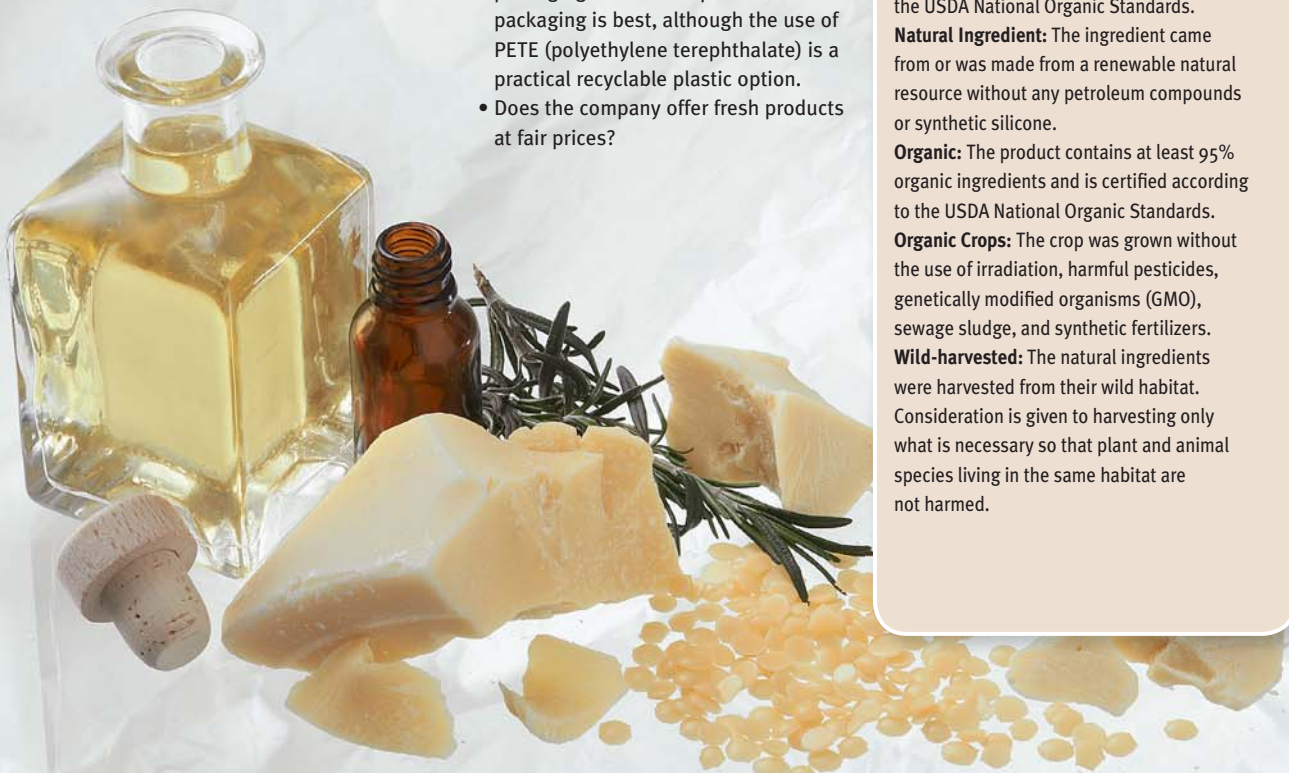 packaging is best, although the use of
PETE (polyethylene terephthalate) is a
practical recyclable plastic option.
• Does the company offer fresh products
at fair prices?
the USDA National Organic Standards.
Natural Ingredient: The ingredient came
from or was made from a renewable natural
resource without any petroleum compounds
or synthetic silicone.
Organic: The product contains at least 95%
organic ingredients and is certified according
to the USDA National Organic Standards.
Organic Crops: The crop was grown without
the use of irradiation, harmful pesticides,
genetically modified organisms (GMO),
sewage sludge, and synthetic fertilizers.
Wild-harvested: The natural ingredients
were harvested from their wild habitat.
Consideration is given to harvesting only
what is necessary so that plant and animal
species living in the same habitat are
not harmed.